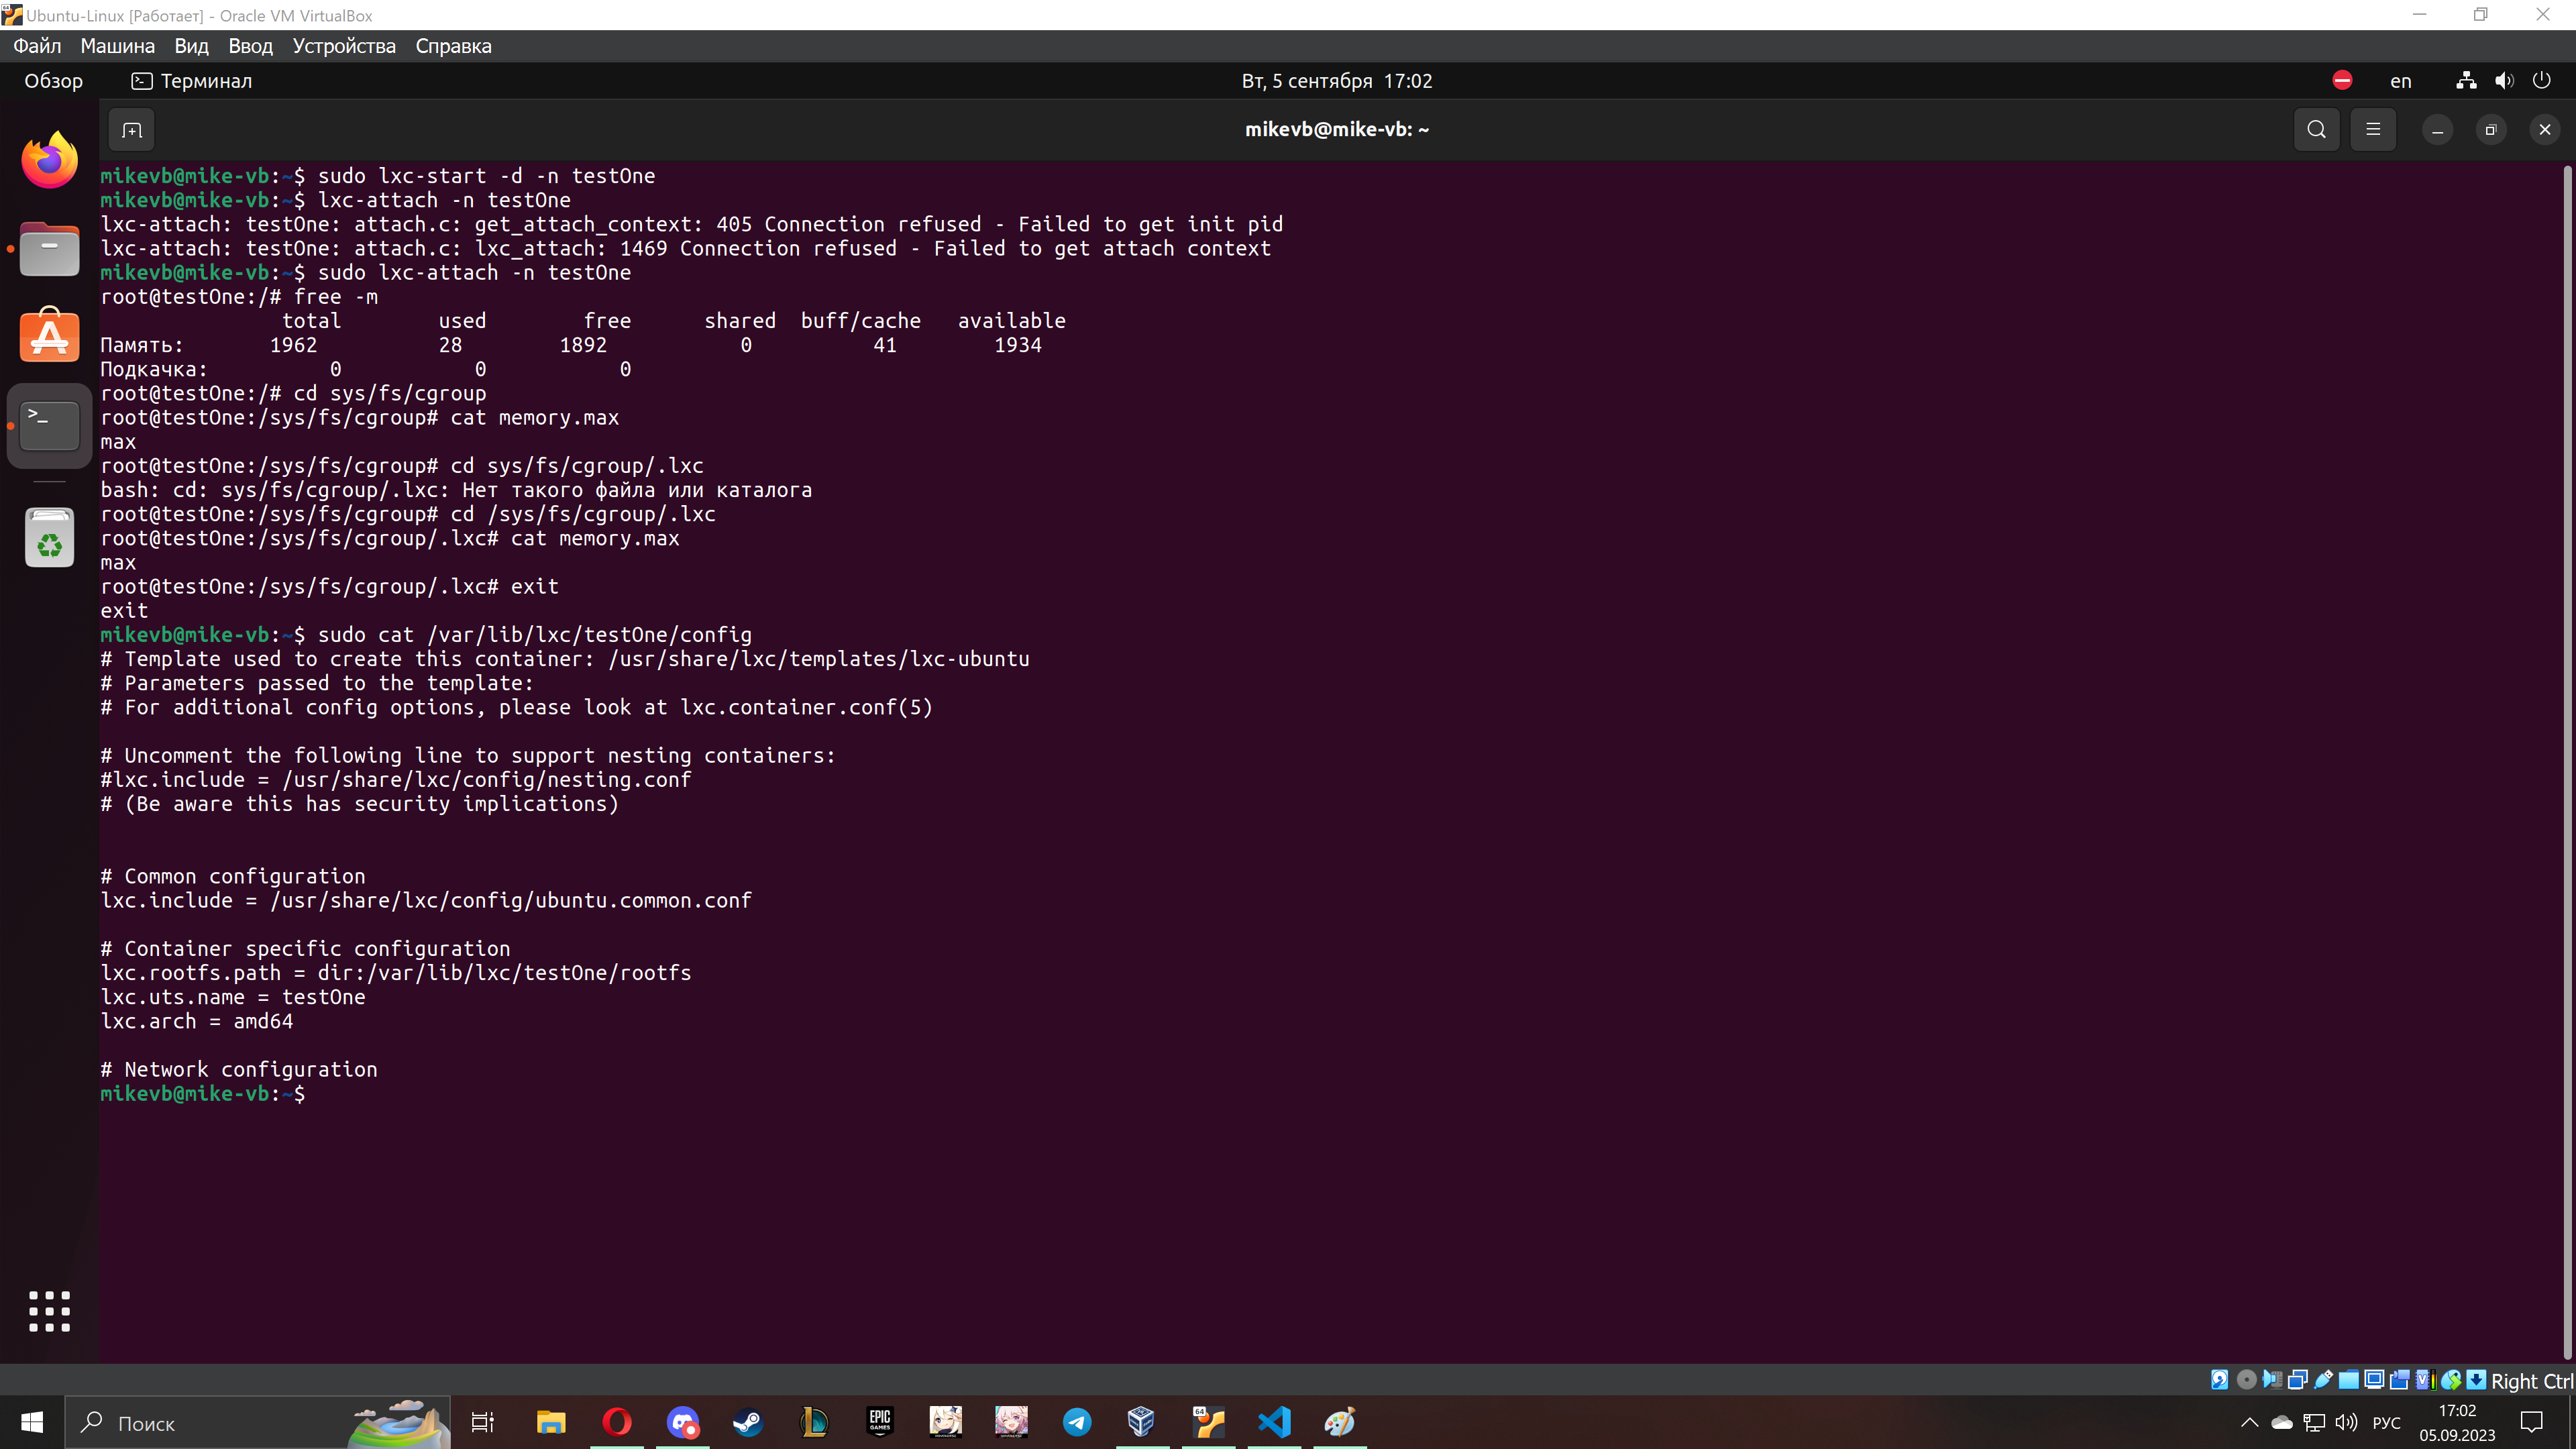 Ubuntu-Linux [Работает] - Oracle VM VirtualBox
Файл Машина Вид Ввод Устройства Справка
Обзор Терминал Вт, 5 сентября 17:02 en
mikevb@mike-vb: ~
mikevb@mike-vb:~$ sudo lxc-start -d -n testOne
mikevb@mike-vb:~$ lxc-attach -n testOne
lxc-attach: testOne: attach.c: get_attach_context: 405 Connection refused - Failed to get init pid
lxc-attach: testOne: attach.c: lxc_attach: 1469 Connection refused - Failed to get attach context
mikevb@mike-vb:~$ sudo lxc-attach -n testOne
root@testOne:/# free -m
total used free shared buff/cache available
Память: 1962 28 1892 0 41 1934
Подкачка: 0 0 0
root@testOne:/# cd sys/fs/cgroup
root@testOne:/sys/fs/cgroup# cat memory.max
max
root@testOne:/sys/fs/cgroup# cd sys/fs/cgroup/.lxc
bash: cd: sys/fs/cgroup/.lxc: Нет такого файла или каталога
root@testOne:/sys/fs/cgroup# cd /sys/fs/cgroup/.lxc
root@testOne:/sys/fs/cgroup/.lxc# cat memory.max
max
root@testOne:/sys/fs/cgroup/.lxc# exit
exit
mikevb@mike-vb:~$ sudo cat /var/lib/lxc/testOne/config
# Template used to create this container: /usr/share/lxc/templates/lxc-ubuntu
# Parameters passed to the template:
# For additional config options, please look at lxc.container.conf(5)
# Uncomment the following line to support nesting containers:
#lxc.include = /usr/share/lxc/config/nesting.conf
# (Be aware this has security implications)
# Common configuration
lxc.include = /usr/share/lxc/config/ubuntu.common.conf
# Container specific configuration
lxc.rootfs.path = dir:/var/lib/lxc/testOne/rootfs
lxc.uts.name = testOne
lxc.arch = amd64
# Network configuration
mikevb@mike-vb:~$
Right Ctrl
Поиск
EPIC
GAMES
64
РУС
17:02
05.09.2023